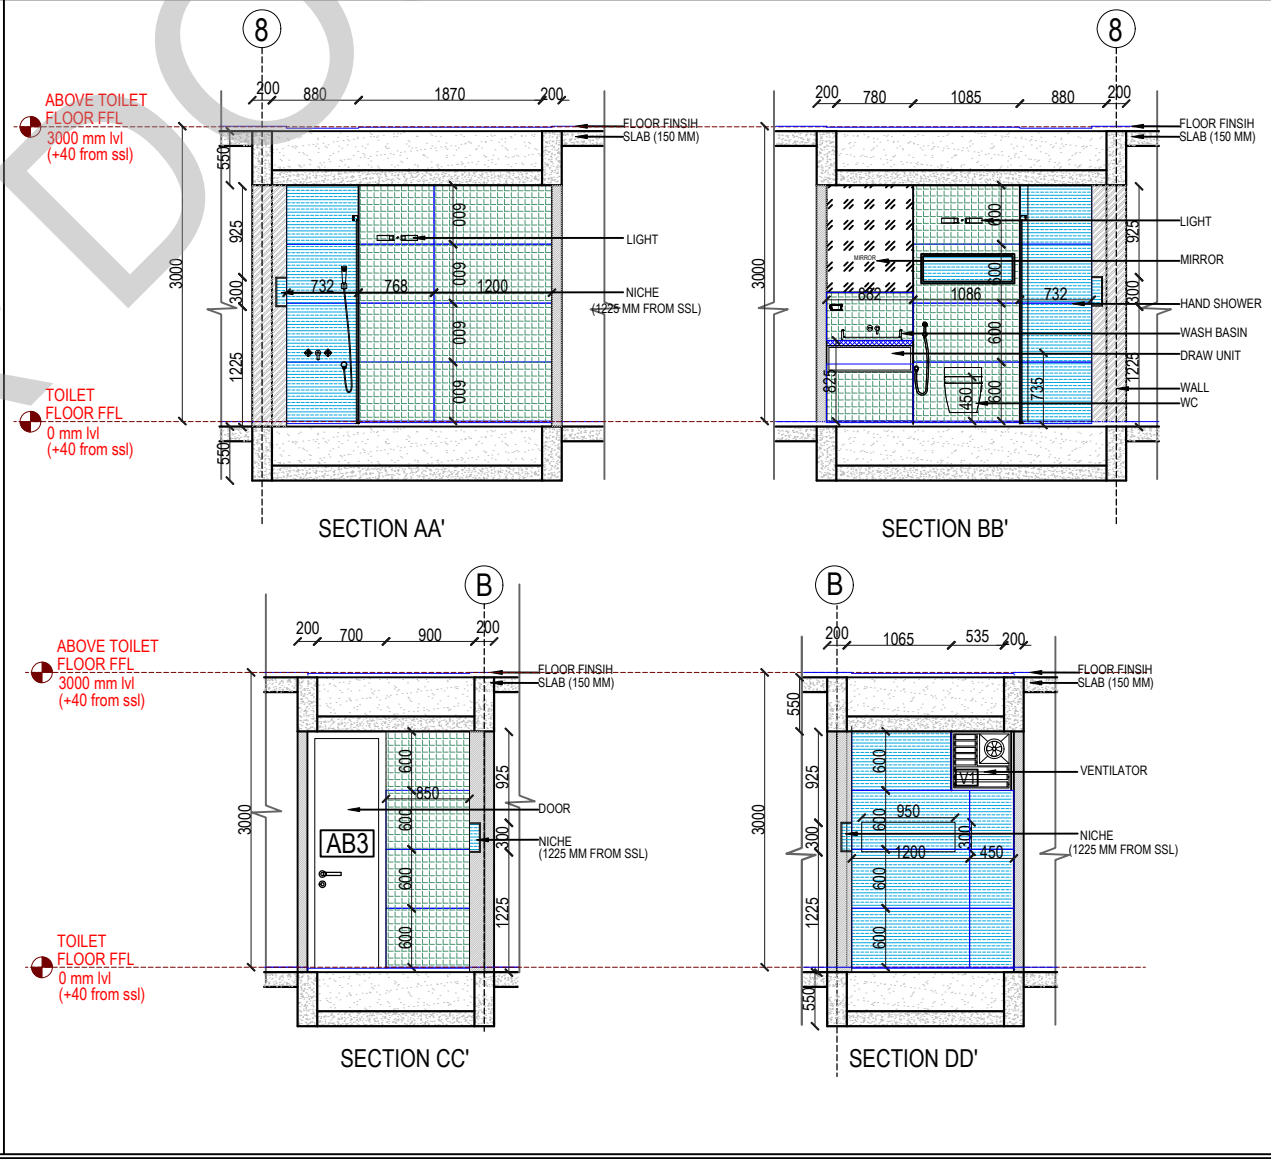 8
8
200
880
1870
200
200
780
1085
880
200
ABOVE TOILET
FLOOR FFL
3000 mm lvl
(+40 from ssl)
FLOOR FINSIH
SLAB (150 MM)
FLOOR FINSIH
SLAB (150 MM)
550
925
3000
300
1225
550
600
600
600
600
732
768
1200
LIGHT
NICHE
(1225 MM FROM SSL)
3000
600
600
600
600
MIRROR
882
1086
732
825
450
735
925
300
1225
LIGHT
MIRROR
HAND SHOWER
WASH BASIN
DRAW UNIT
WALL
WC
TOILET
FLOOR FFL
0 mm lvl
(+40 from ssl)
SECTION AA'
SECTION BB'
B
B
200
700
900
200
200
1065
535
200
ABOVE TOILET
FLOOR FFL
3000 mm lvl
(+40 from ssl)
FLOOR FINSIH
SLAB (150 MM)
FLOOR FINSIH
SLAB (150 MM)
3000
600
850
600
600
600
AB3
925
300
1225
DOOR
NICHE
(1225 MM FROM SSL)
550
3000
925
300
1225
550
600
600
600
600
950
300
1200
450
V1
VENTILATOR
NICHE
(1225 MM FROM SSL)
TOILET
FLOOR FFL
0 mm lvl
(+40 from ssl)
SECTION CC'
SECTION DD'